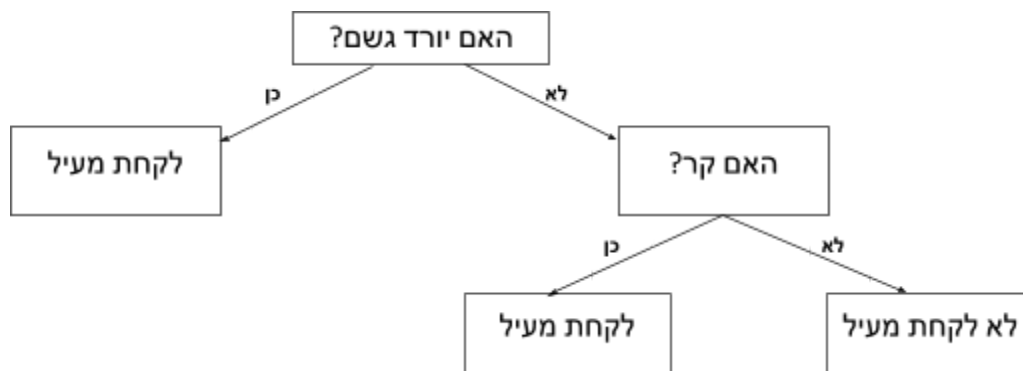 האם יורד גשם?
כן
לא
לקחת מעיל
האם קר?
כן
לא
לקחת מעיל
לא לקחת מעיל